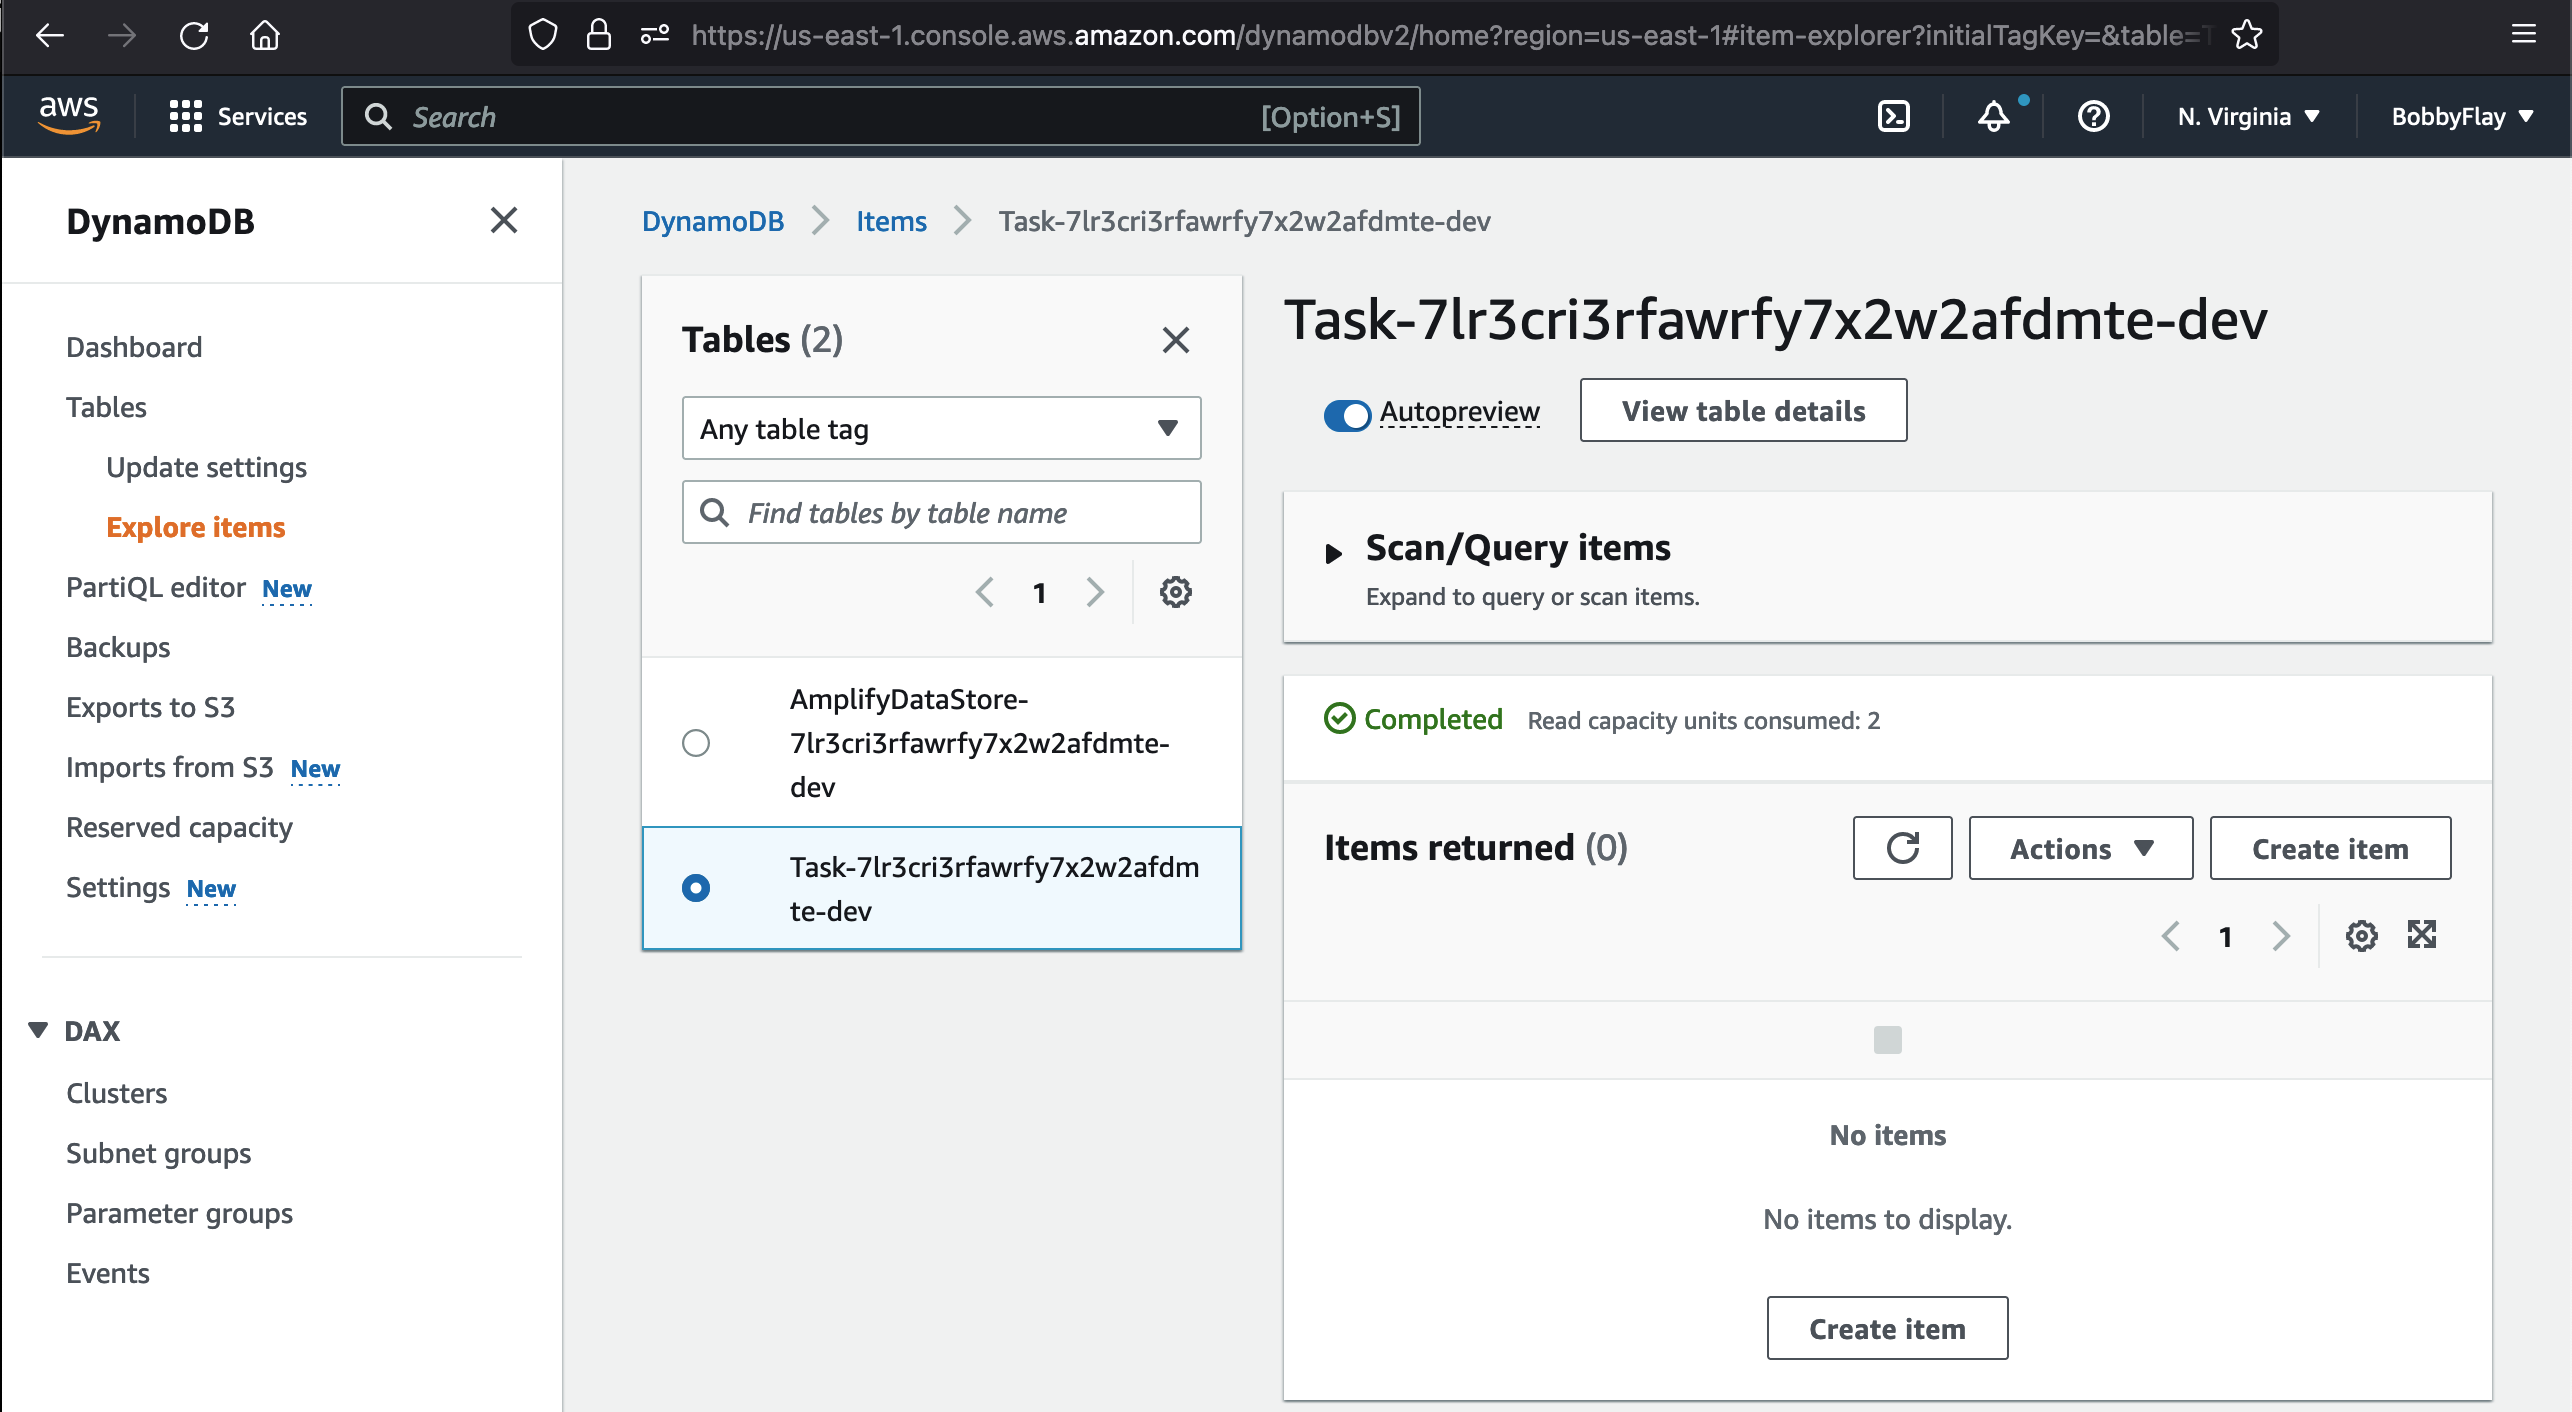 https://us-east-1.console.aws.amazon.com/dynamodbv2/home?region=us-east-1#item-explorer?initialTagKey=&table=T
aws
Services
Search
[Option+S]
N. Virginia
BobbyFlay
DynamoDB
Dashboard
Tables
Update settings
Explore items
PartiQL editor New
Backups
Exports to S3
Imports from S3 New
Reserved capacity
Settings New
DAX
Clusters
Subnet groups
Parameter groups
Events
DynamoDB
Items
Task-7lr3cri3rfawrfy7x2w2afdmte-dev
Tables (2)
Any table tag
Find tables by table name
1
AmplifyDataStore-
7lr3cri3rfawrfy7x2w2afdmte-
dev
Task-7lr3cri3rfawrfy7x2w2afdm
te-dev
Task-7lr3cri3rfawrfy7x2w2afdmte-dev
Autopreview
View table details
Scan/Query items
Expand to query or scan items.
Completed
Read capacity units consumed: 2
Items returned (0)
Actions
Create item
1
No items
No items to display.
Create item